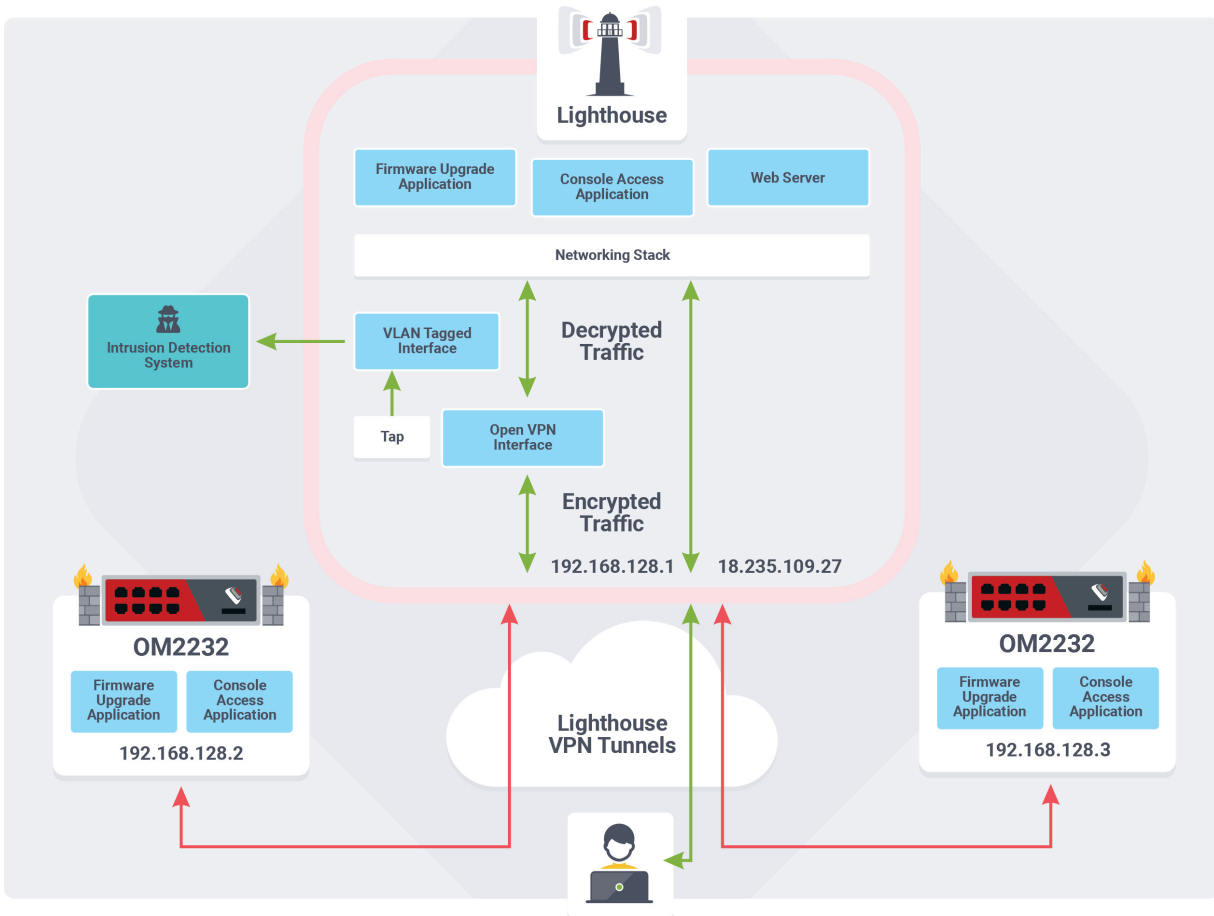 Lighthouse
Firmware Upgrade
Application
Console Access
Application
Web Server
Networking Stack
Intrusion Detection
System
VLAN Tagged
Interface
Decrypted
Traffic
Tap
Open VPN
Interface
Encrypted
Traffic
192.168.128.1
18.235.109.27
OM2232
Firmware
Upgrade
Application
Console
Access
Application
192.168.128.2
Lighthouse
VPN Tunnels
OM2232
Firmware
Upgrade
Application
Console
Access
Application
192.168.128.3